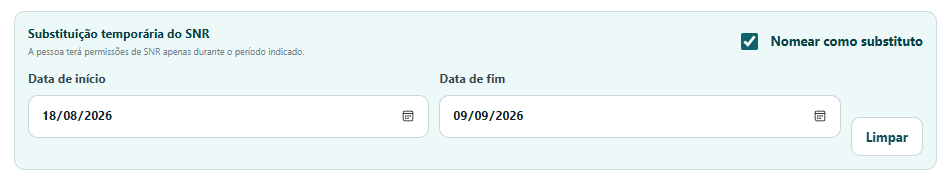 Substituição temporária do SNR
A pessoa terá permissões de SNR apenas durante o período indicado.
Nomear como substituto
Data de início
Data de fim
18/08/2026
09/09/2026
Limpar